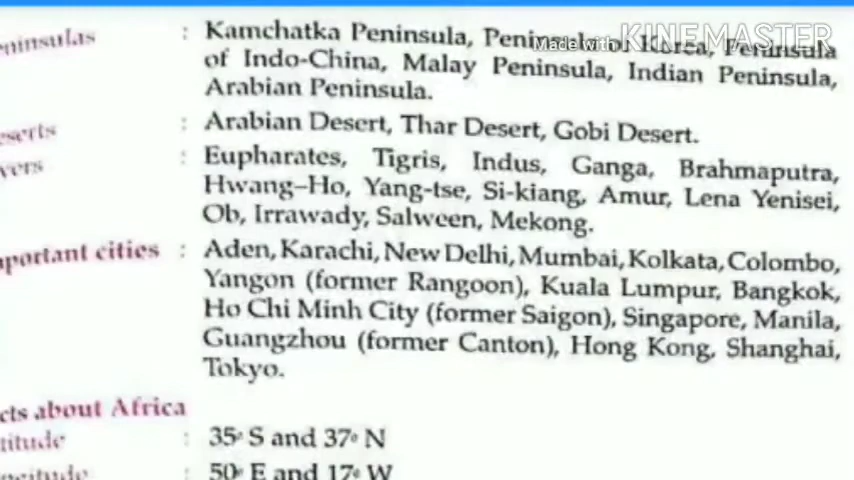 Made with KINEMASTER
eninsulas : Kamchatka Peninsula, Peninsula of Korea, Peninsula
of Indo-China, Malay Peninsula, Indian Peninsula,
Arabian Peninsula.
eserts : Arabian Desert, Thar Desert, Gobi Desert.
vers : Eupharates, Tigris, Indus, Ganga, Brahmaputra,
Hwang–Ho, Yang-tse, Si-kiang, Amur, Lena Yenisei,
Ob, Irrawady, Salween, Mekong.
portant cities : Aden, Karachi, New Delhi, Mumbai, Kolkata, Colombo,
Yangon (former Rangoon), Kuala Lumpur, Bangkok,
Ho Chi Minh City (former Saigon), Singapore, Manila,
Guangzhou (former Canton), Hong Kong, Shanghai,
Tokyo.
cts about Africa
titude : 35° S and 37° N
: 50° E and 17° W